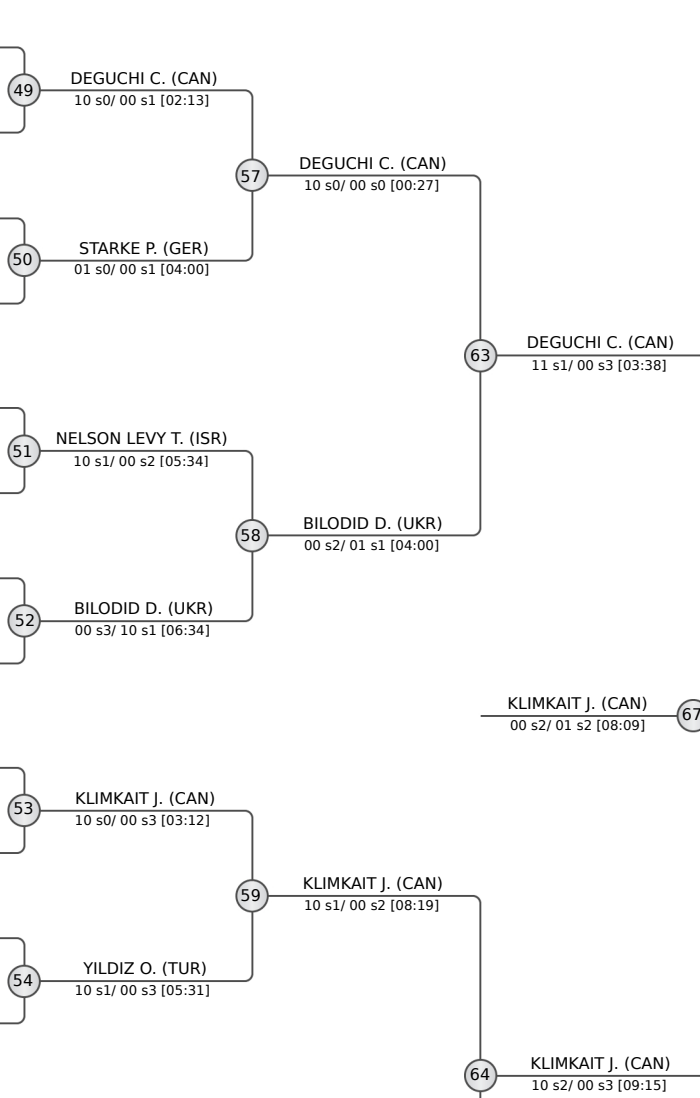 DEGUCHI C. (CAN)
49
10 s0/ 00 s1 [02:13]
DEGUCHI C. (CAN)
57
10 s0/ 00 s0 [00:27]
STARKE P. (GER)
50
01 s0/ 00 s1 [04:00]
DEGUCHI C. (CAN)
63
11 s1/ 00 s3 [03:38]
NELSON LEVY T. (ISR)
51
10 s1/ 00 s2 [05:34]
BILODID D. (UKR)
58
00 s2/ 01 s1 [04:00]
BILODID D. (UKR)
52
00 s3/ 10 s1 [06:34]
KLIMKAIT J. (CAN)
67
00 s2/ 01 s2 [08:09]
KLIMKAIT J. (CAN)
53
10 s0/ 00 s3 [03:12]
KLIMKAIT J. (CAN)
59
10 s1/ 00 s2 [08:19]
YILDIZ O. (TUR)
54
10 s1/ 00 s3 [05:31]
KLIMKAIT J. (CAN)
64
10 s2/ 00 s3 [09:15]